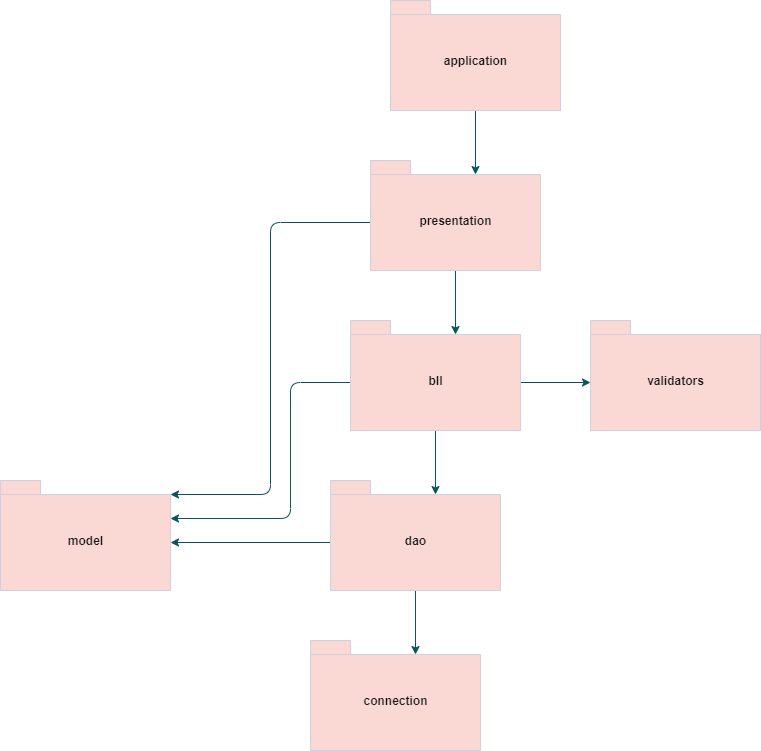 application
presentation
bll
validators
model
dao
connection